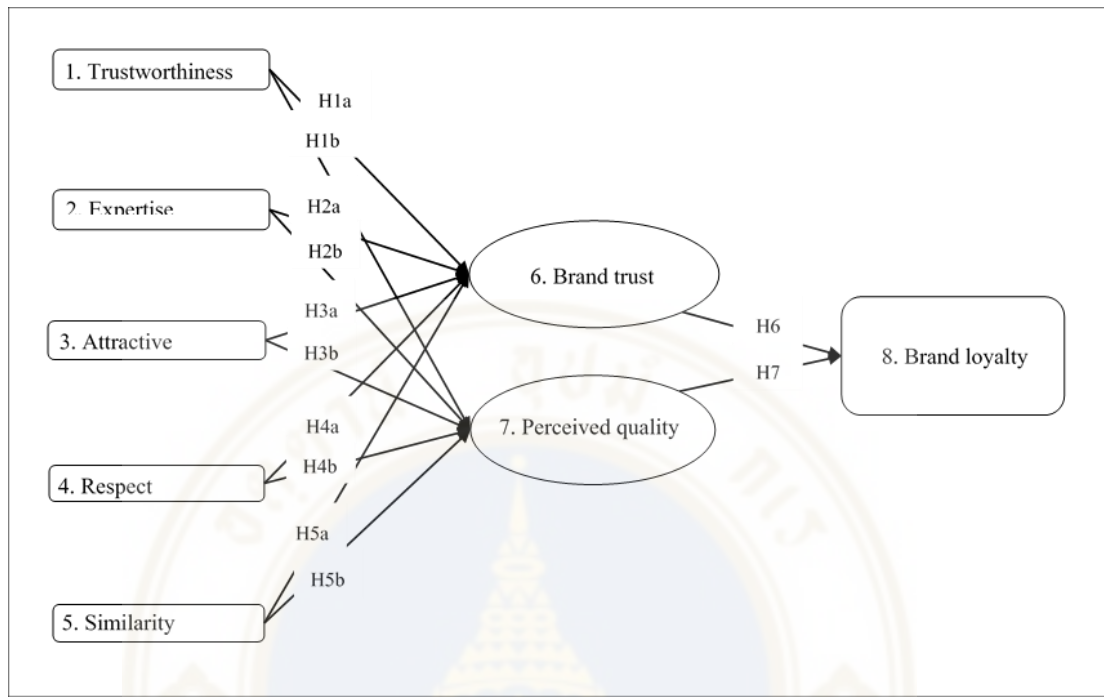 1. Trustworthiness
H1a
H1b
2. Expertise
H2a
H2b
6. Brand trust
H3a
3. Attractive
H3b
H6
8. Brand loyalty
H7
7. Perceived quality
H4a
H4b
4. Respect
H5a
H5b
5. Similarity